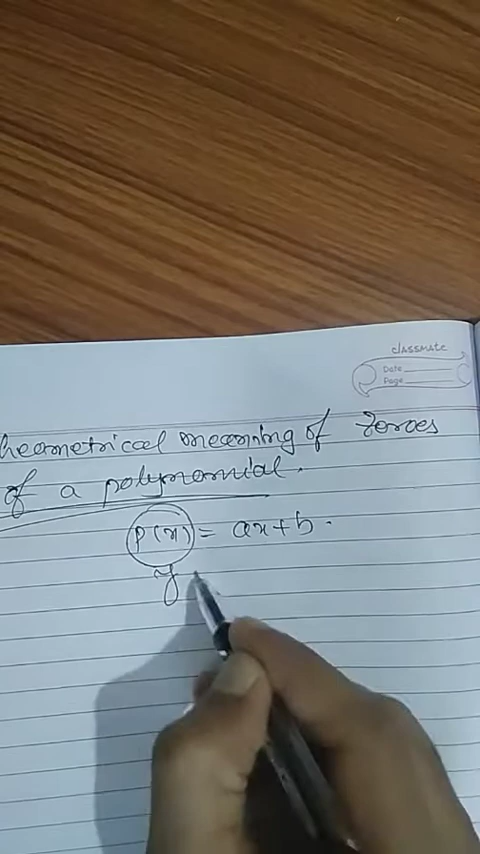 classmate
Date
Page
Geometrical meaning of Zeroes
of a polynomial.
p(x) = ax+b.
y